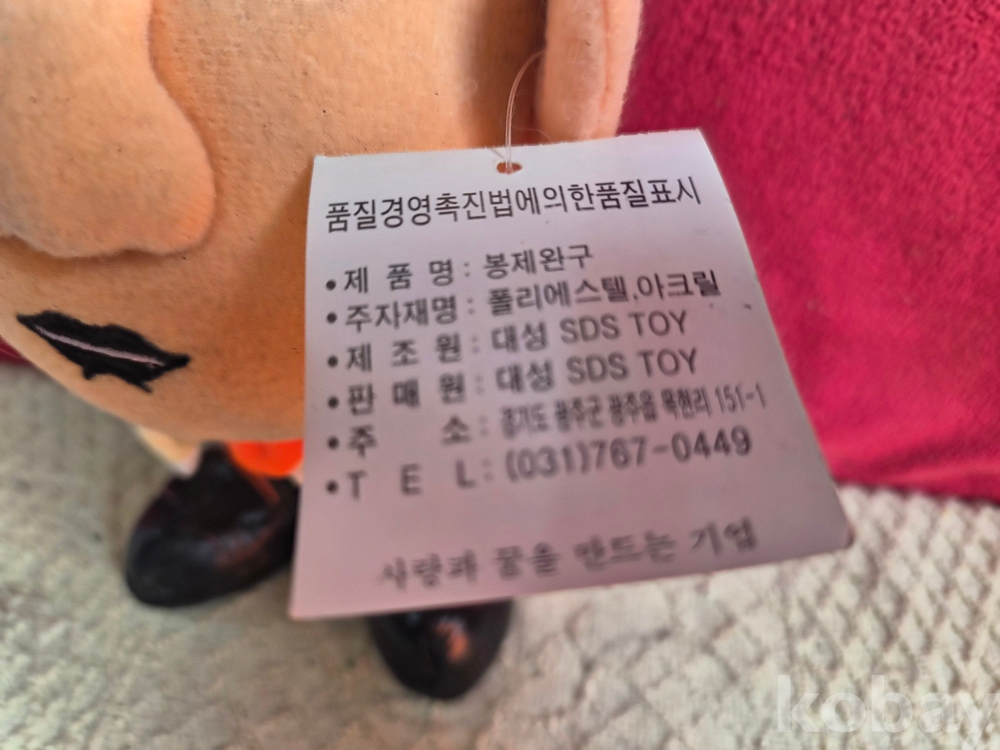 품질경영촉진법에의한품질표시
•제 품 명 : 봉제완구
•주자재명 : 폴리에스텔.아크릴
•제 조 원 : 대성 SDS TOY
•판 매 원 : 대성 SDS TOY
•주 소 : 경기도 광주군 광주읍 목현리 151-1
•T E L : (031)767-0449
사랑과 꿈을 만드는 기업
kobay